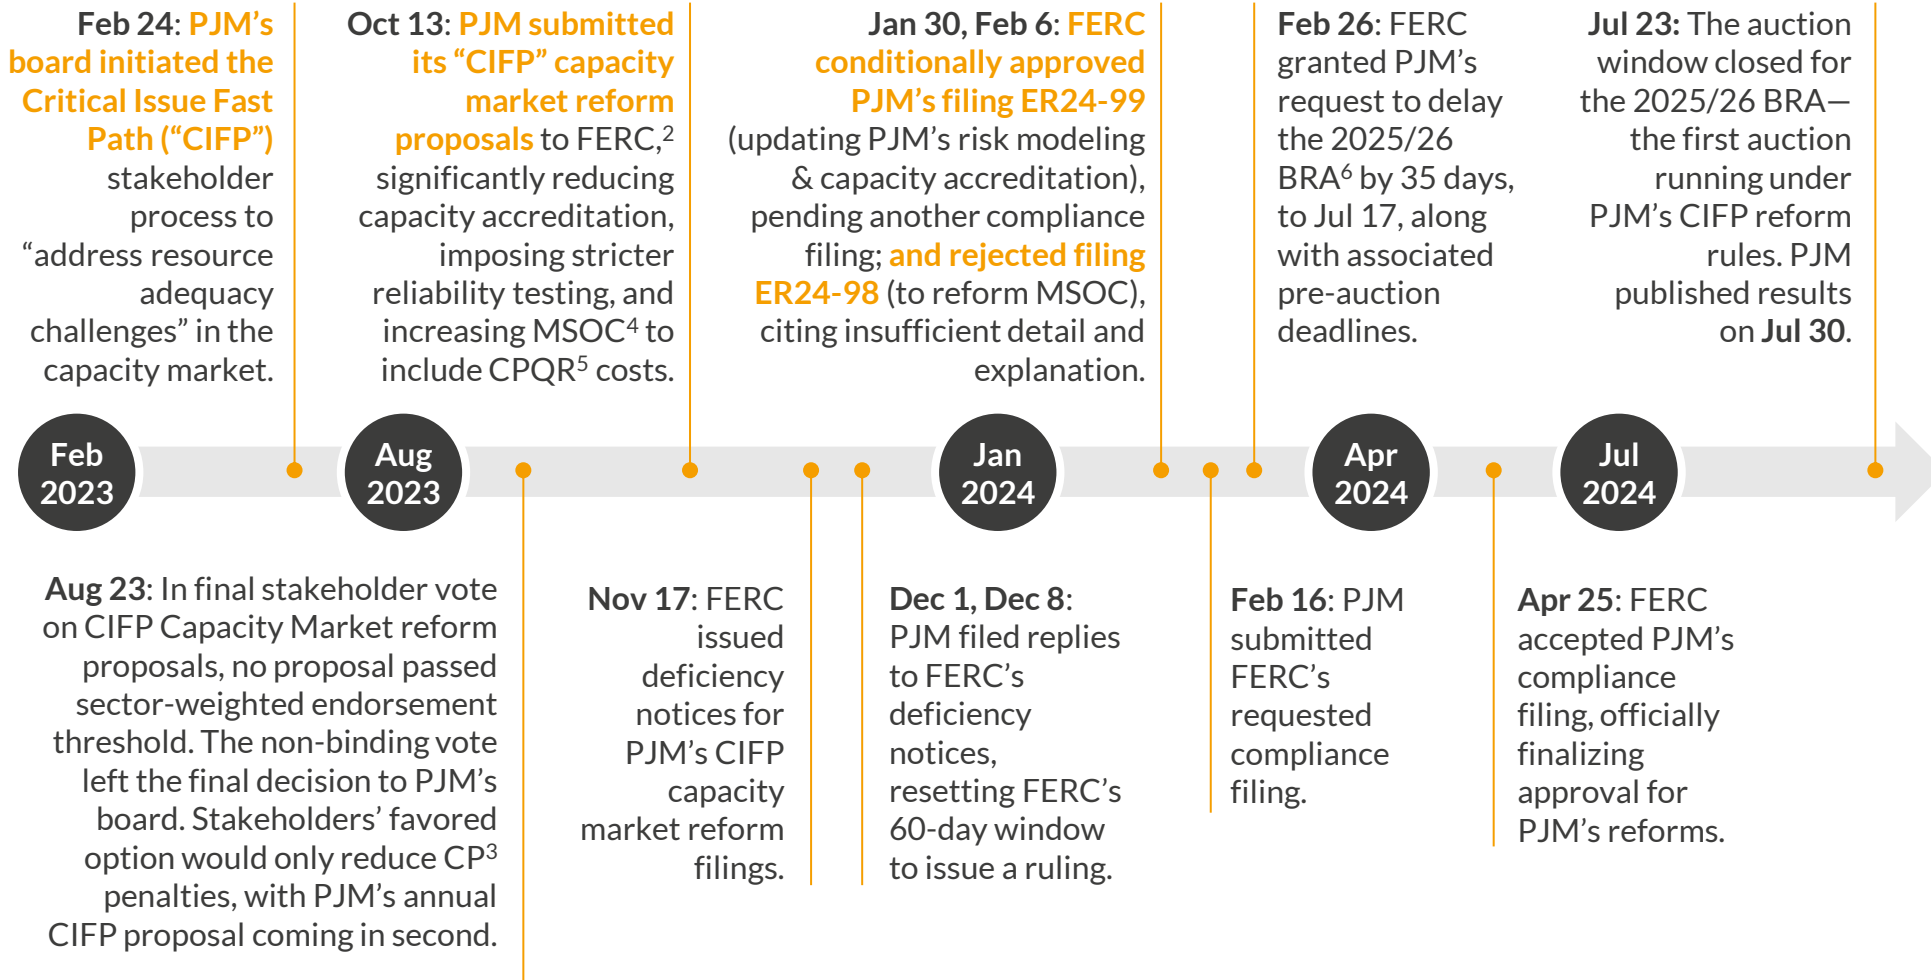 Feb 24: PJM’s
board initiated the
Critical Issue Fast
Path (“CIFP”)
stakeholder
process to
“address resource
adequacy
challenges” in the
capacity market.
Oct 13: PJM submitted
its “CIFP” capacity
market reform
proposals to FERC,²
significantly reducing
capacity accreditation,
imposing stricter
reliability testing, and
increasing MSOC⁴ to
include CPQR⁵ costs.
Jan 30, Feb 6: FERC
conditionally approved
PJM’s filing ER24-99
(updating PJM’s risk modeling
& capacity accreditation),
pending another compliance
filing; and rejected filing
ER24-98 (to reform MSOC),
citing insufficient detail and
explanation.
Feb 26: FERC
granted PJM’s
request to delay
the 2025/26
BRA⁶ by 35 days,
to Jul 17, along
with associated
pre-auction
deadlines.
Jul 23: The auction
window closed for
the 2025/26 BRA—
the first auction
running under
PJM’s CIFP reform
rules. PJM
published results
on Jul 30.
Feb
2023
Aug
2023
Jan
2024
Apr
2024
Jul
2024
Aug 23: In final stakeholder vote
on CIFP Capacity Market reform
proposals, no proposal passed
sector-weighted endorsement
threshold. The non-binding vote
left the final decision to PJM’s
board. Stakeholders’ favored
option would only reduce CP³
penalties, with PJM’s annual
CIFP proposal coming in second.
Nov 17: FERC
issued
deficiency
notices for
PJM’s CIFP
capacity
market reform
filings.
Dec 1, Dec 8:
PJM filed replies
to FERC’s
deficiency
notices,
resetting FERC’s
60-day window
to issue a ruling.
Feb 16: PJM
submitted
FERC’s
requested
compliance
filing.
Apr 25: FERC
accepted PJM’s
compliance
filing, officially
finalizing
approval for
PJM’s reforms.